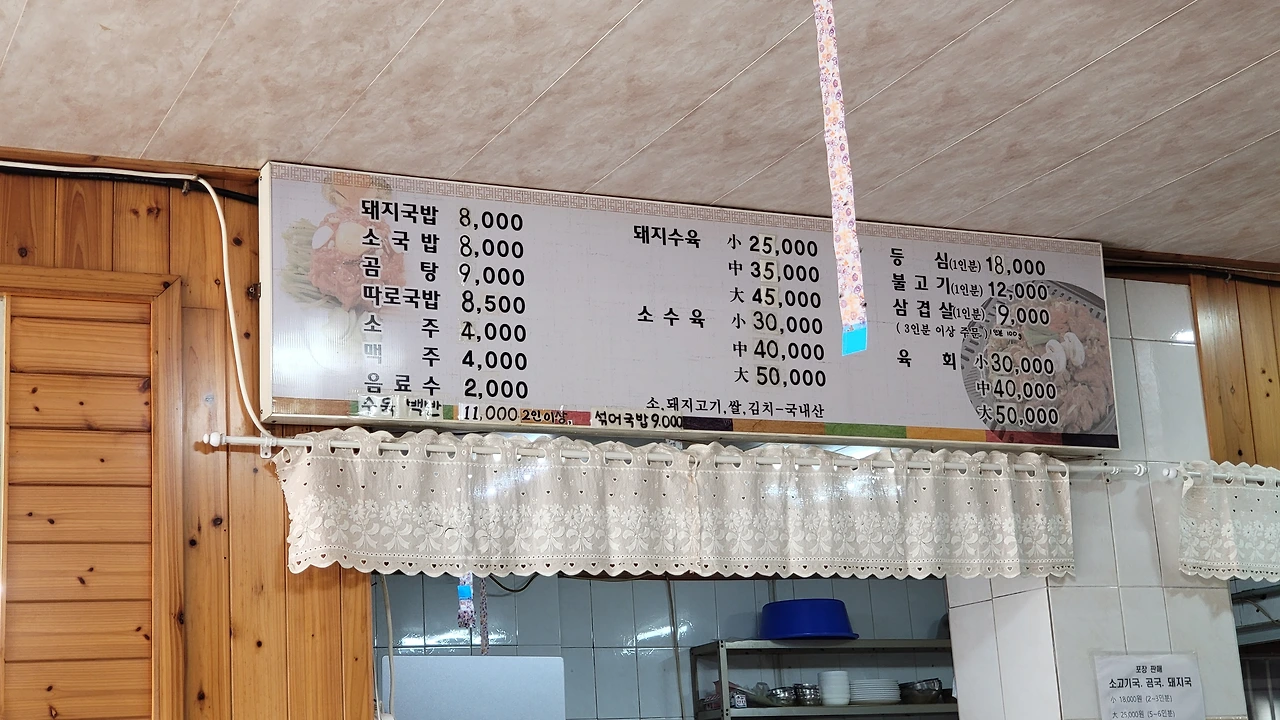 돼지국밥 8,000
소국밥 8,000
곰탕 9,000
따로국밥 8,500
소주 4,000
맥주 4,000
음료수 2,000
수육백반 11,000 2인이상, 섞어국밥 9.000
돼지수육 小 25,000
中 35,000
大 45,000
소수육 小 30,000
中 40,000
大 50,000
소,돼지고기,쌀,김치-국내산
등심(1인분) 18,000
불고기(1인분) 12,000
삼겹살(1인분) 9,000
(3인분 이상 주문)
육회 小 30,000
中 40,000
大 50,000
포장 판매
소고기국, 곰국, 돼지국
小 18,000원 (2~3인분)
大 25,000원 (5~6인분)